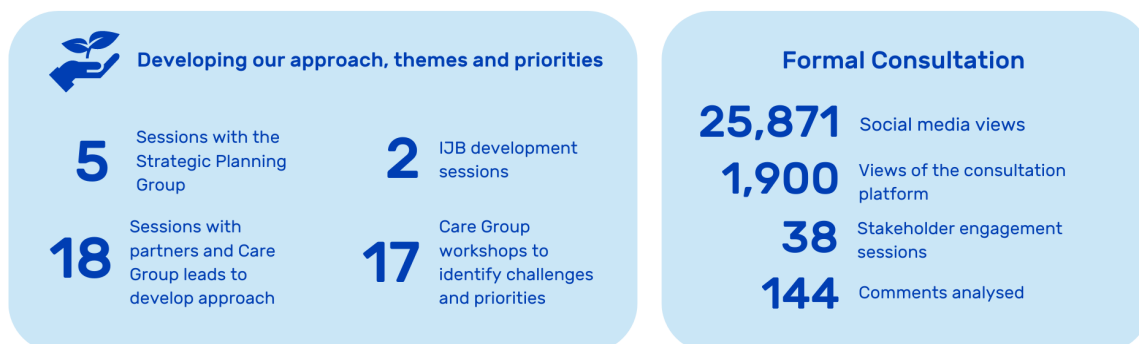 Developing our approach, themes and priorities
5
Sessions with the
Strategic Planning
Group
2
IJB development
sessions
18
Sessions with
partners and Care
Group leads to
develop approach
17
Care Group
workshops to
identify challenges
and priorities
Formal Consultation
25,871
Social media views
1,900
Views of the consultation
platform
38
Stakeholder engagement
sessions
144
Comments analysed